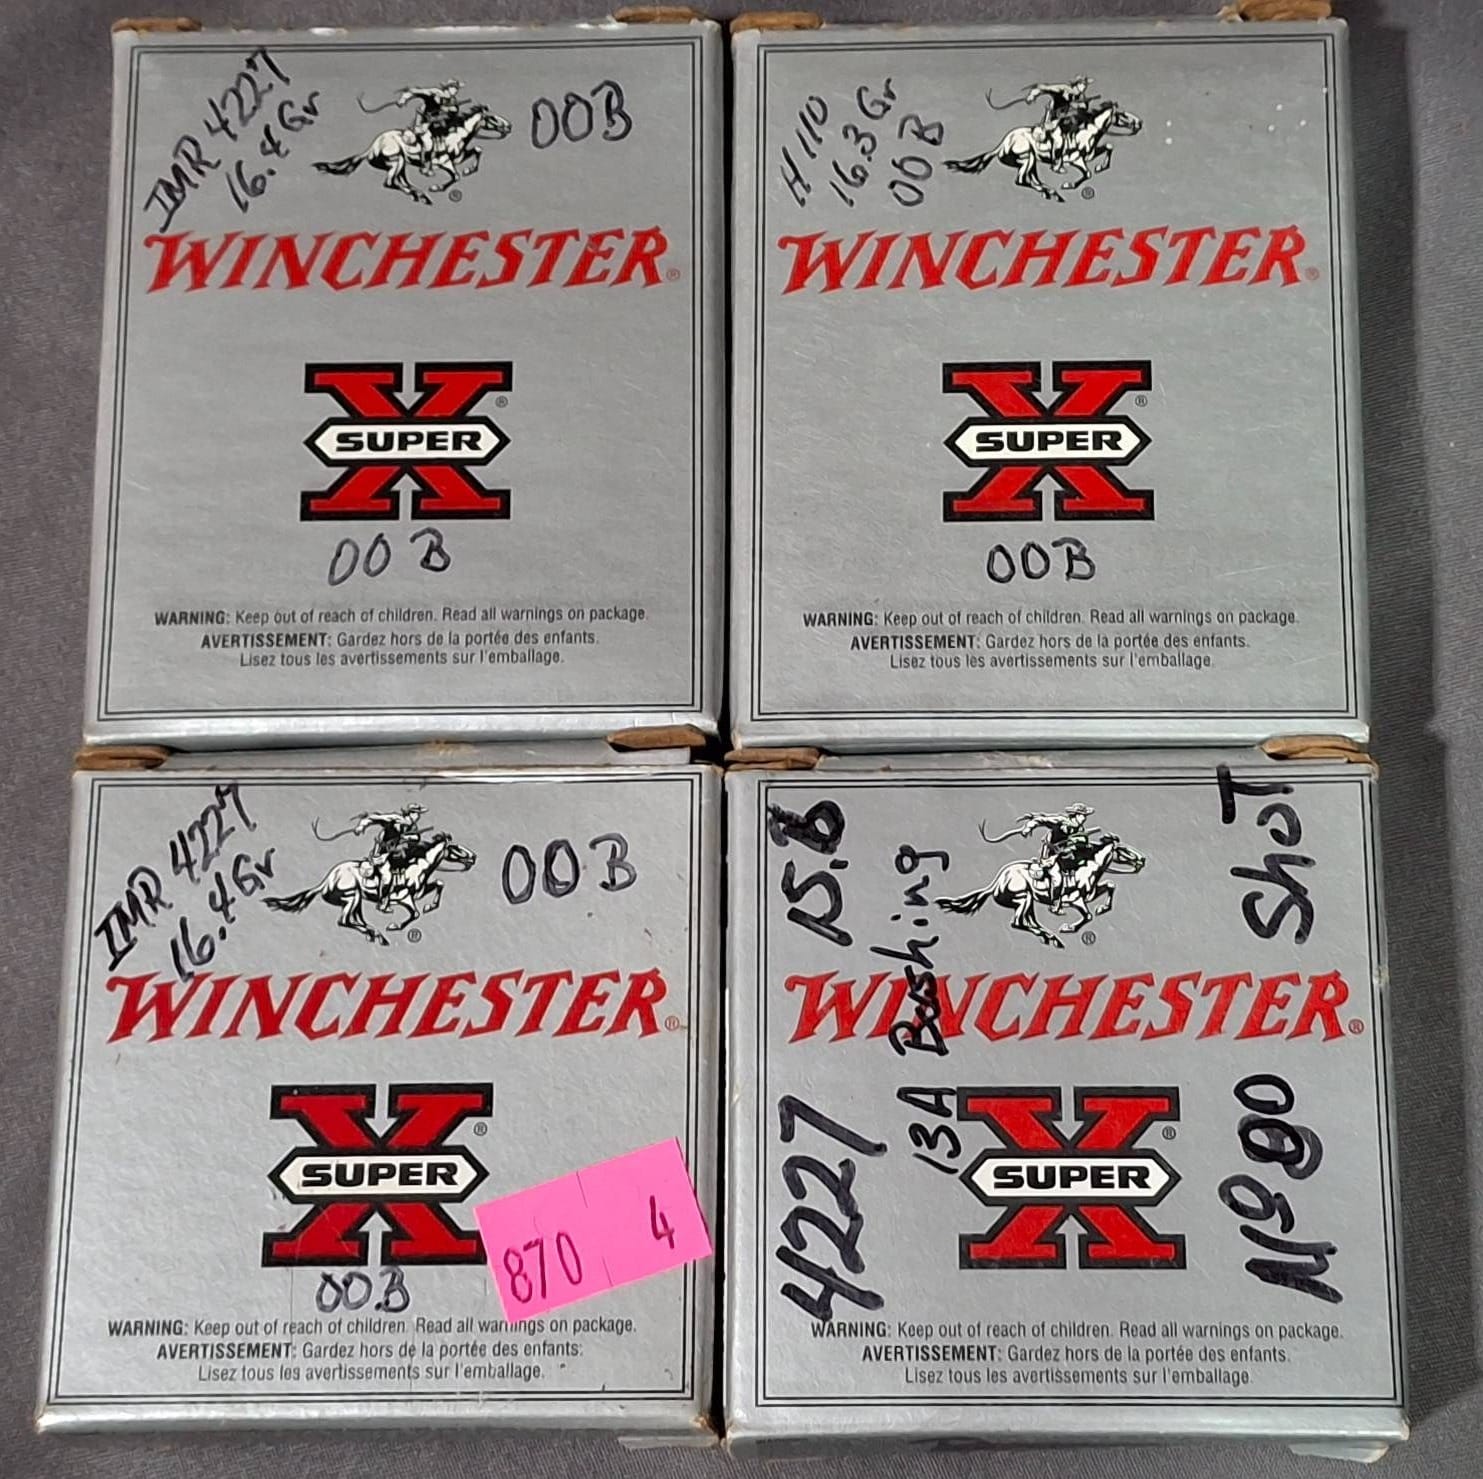 IMR 4227
16.4 Gr
00B
WINCHESTER®
X®
SUPER
00 B
WARNING: Keep out of reach of children. Read all warnings on package.
AVERTISSEMENT: Gardez hors de la portée des enfants.
Lisez tous les avertissements sur l'emballage.
H 110
16.3 Gr
00 B
WINCHESTER®
X®
SUPER
00B
WARNING: Keep out of reach of children. Read all warnings on package.
AVERTISSEMENT: Gardez hors de la portée des enfants.
Lisez tous les avertissements sur l'emballage.
IMR 4227
16.4 Gr
00B
WINCHESTER®
X®
SUPER
870 4
00.B
WARNING: Keep out of reach of children. Read all warnings on package.
AVERTISSEMENT: Gardez hors de la portée des enfants.
Lisez tous les avertissements sur l'emballage.
4227 15.
13A Bushing
Shot
WINCHESTER®
X®
SUPER
WARNING: Keep out of reach of children. Read all warnings on package.
AVERTISSEMENT: Gardez hors de la portée des enfants.
Lisez tous les avertissements sur l'emballage.